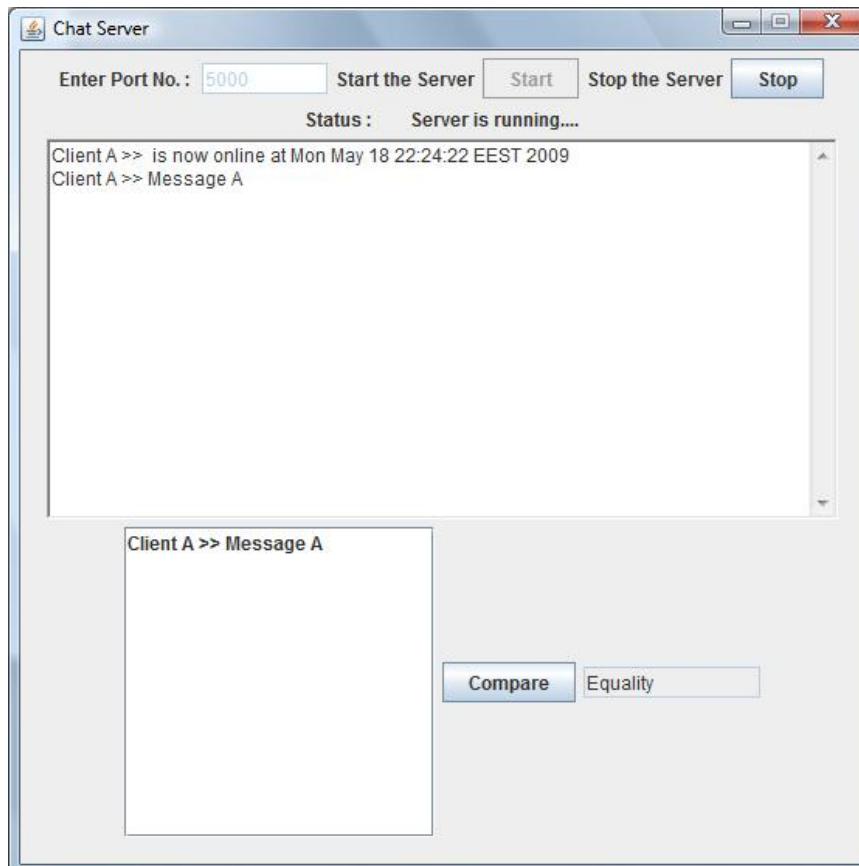 Chat Server
Enter Port No. : 5000 Start the Server Start Stop the Server Stop
Status : Server is running....
Client A >>  is now online at Mon May 18 22:24:22 EEST 2009
Client A >> Message A
Client A >> Message A
Compare Equality